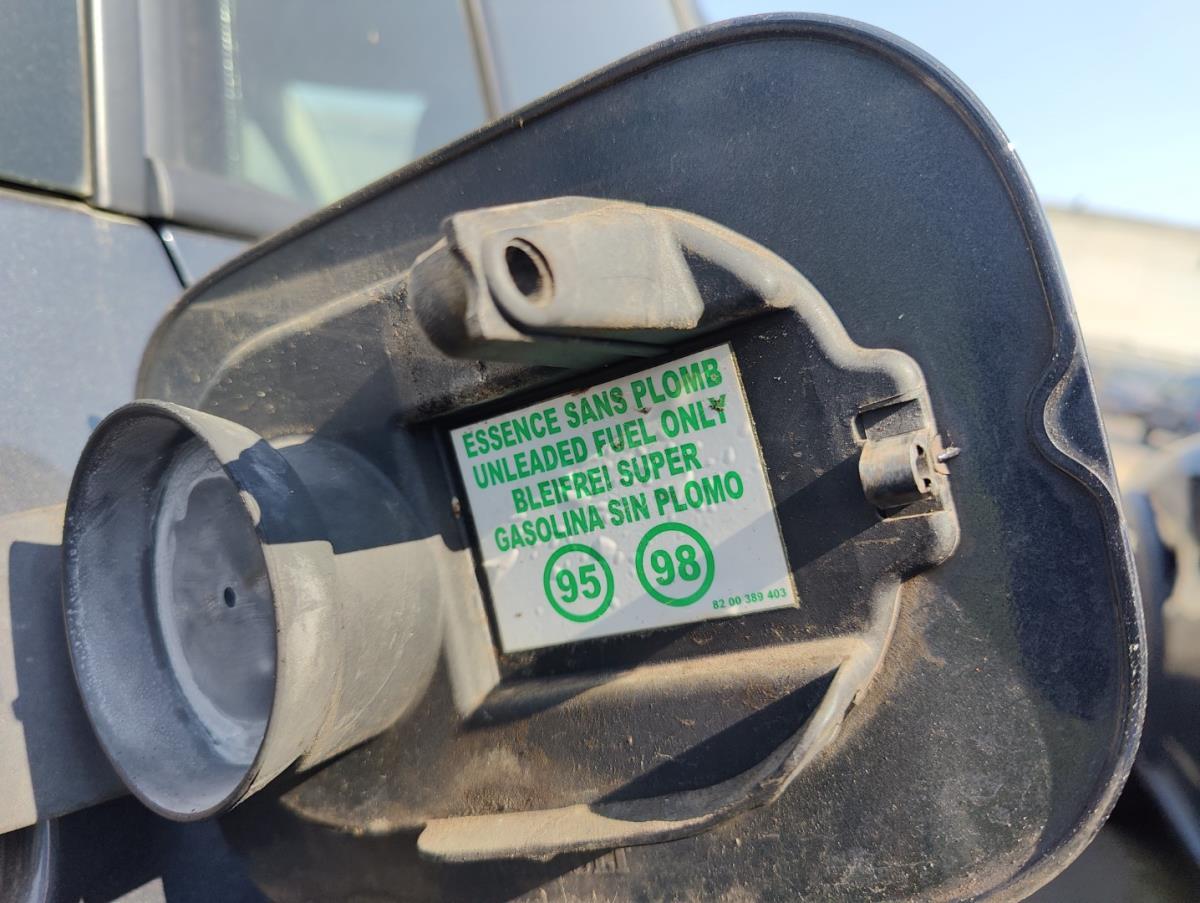 ESSENCE SANS PLOMB
UNLEADED FUEL ONLY
BLEIFREI SUPER
GASOLINA SIN PLOMO
95 98
82 00 389 403